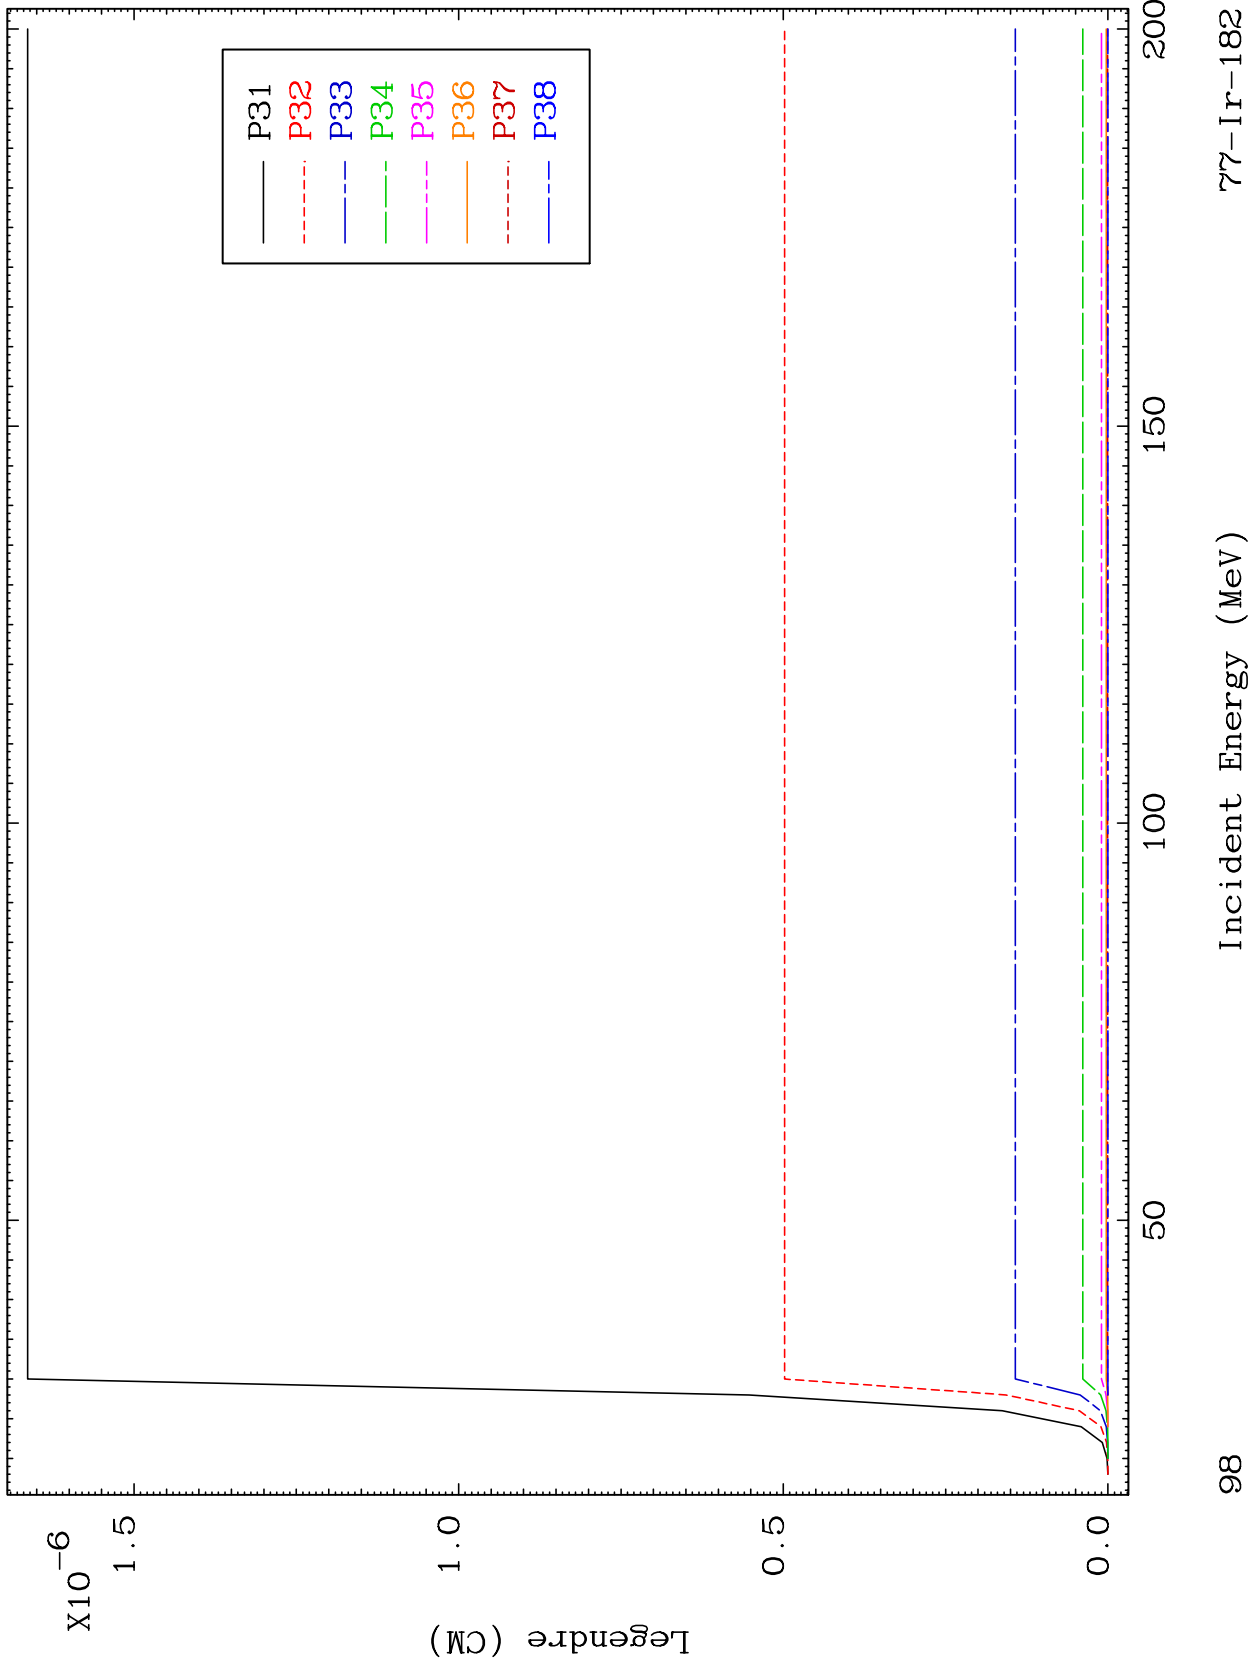 X10-6
1.5
1.0
0.5
0.0
Legendre (CM)
P31
P32
P33
P34
P35
P36
P37
P38
50
100
150
200
Incident Energy (MeV)
98
77-Ir-182